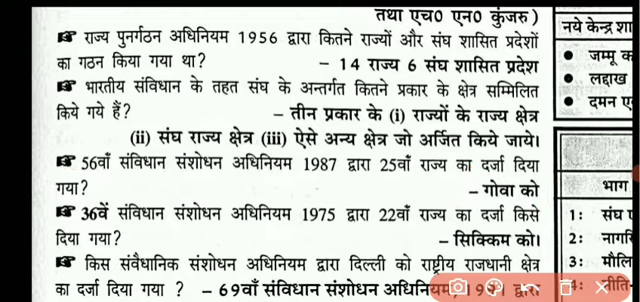 तथा एच0 एन0 कुंजरु )
☞ राज्य पुनर्गठन अधिनियम 1956 द्वारा कितने राज्यों और संघ शासित प्रदेशों
का गठन किया गया था? – 14 राज्य 6 संघ शासित प्रदेश
☞ भारतीय संविधान के तहत संघ के अन्तर्गत कितने प्रकार के क्षेत्र सम्मिलित
किये गये हैं? – तीन प्रकार के (i) राज्यों के राज्य क्षेत्र
(ii) संघ राज्य क्षेत्र (iii) ऐसे अन्य क्षेत्र जो अर्जित किये जाये।
☞ 56वाँ संविधान संशोधन अधिनियम 1987 द्वारा 25वाँ राज्य का दर्जा दिया
गया? – गोवा को
☞ 36वें संविधान संशोधन अधिनियम 1975 द्वारा 22वाँ राज्य का दर्जा किसे
दिया गया? – सिक्किम को।
☞ किस संवैधानिक संशोधन अधिनियम द्वारा दिल्ली को राष्ट्रीय राजधानी क्षेत्र
का दर्जा दिया गया ? – 69वाँ संविधान संशोधन अधिनियम, 1991 द्वारा
नये केन्द्र शा
• जम्मू क
• लद्दाख
• दमन ए
भाग
1: संघ
2: नागरि
3: मौलि
4: नीति